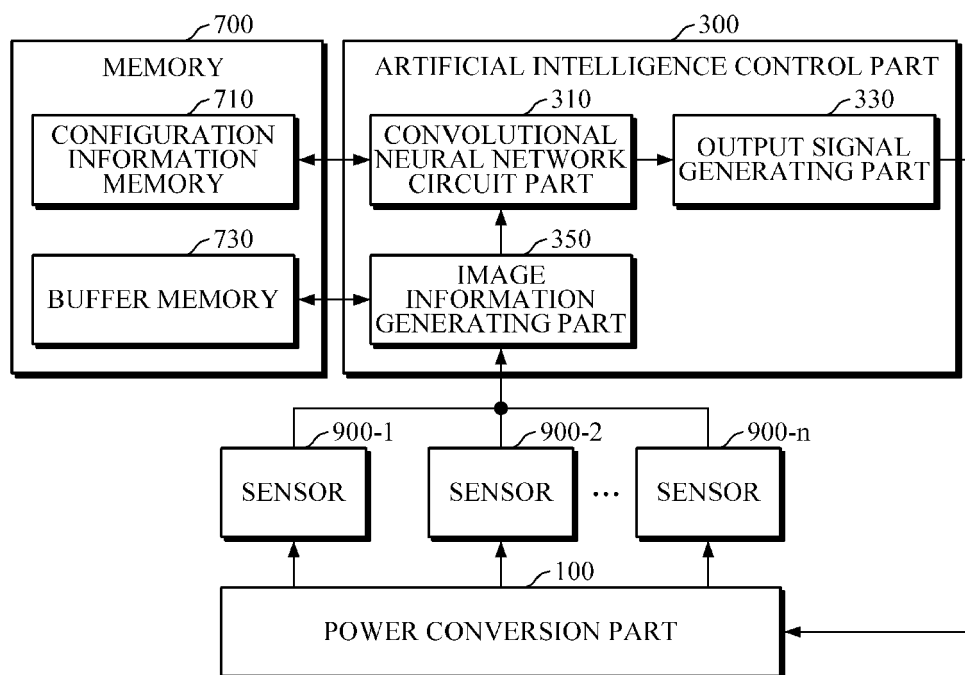 700
MEMORY
710
CONFIGURATION
INFORMATION
MEMORY
730
BUFFER MEMORY
300
ARTIFICIAL INTELLIGENCE CONTROL PART
310
CONVOLUTIONAL
NEURAL NETWORK
CIRCUIT PART
330
OUTPUT SIGNAL
GENERATING PART
350
IMAGE
INFORMATION
GENERATING PART
900-1
SENSOR
900-2
SENSOR
...
900-n
SENSOR
100
POWER CONVERSION PART